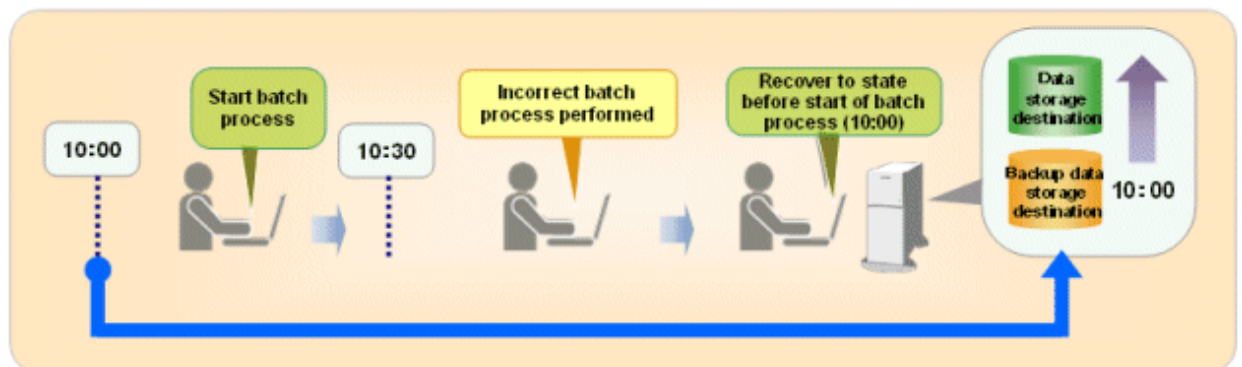 10:00
Start batch
process
10:30
Incorrect batch
process performed
Recover to state
before start of batch
process (10:00)
Data
storage
destination
Backup data
storage
destination
10:00